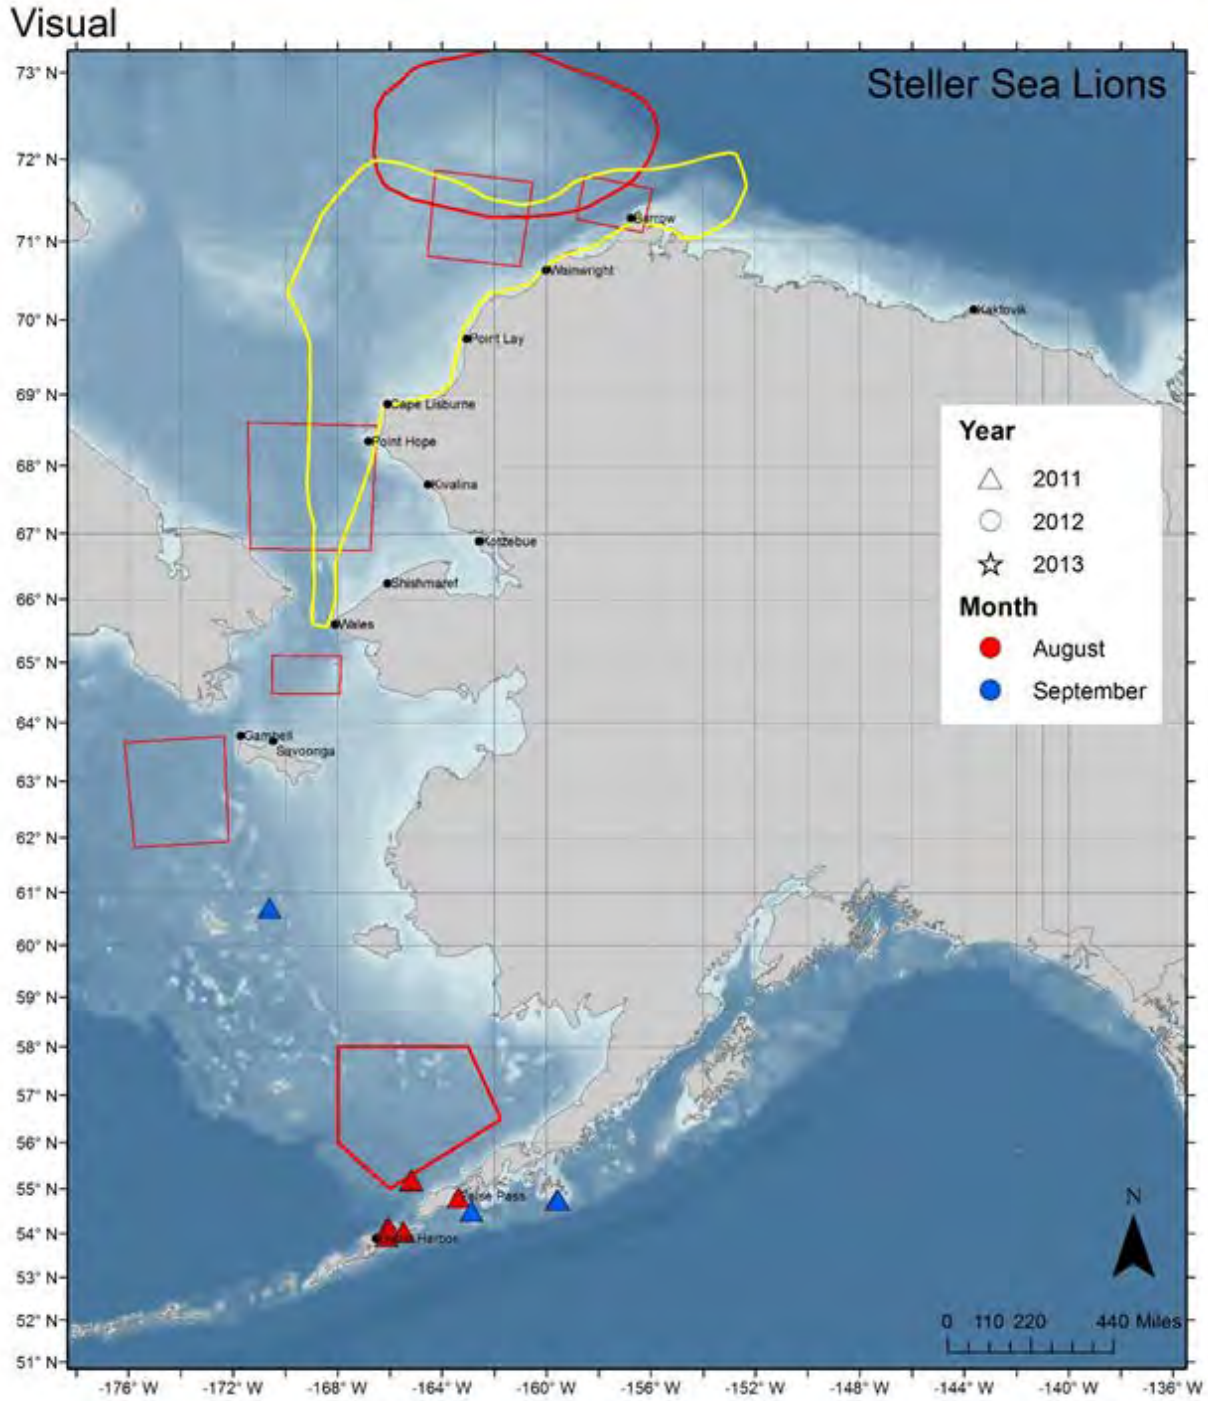 Visual
Steller Sea Lions
73° N
72° N
71° N
70° N
69° N
68° N
67° N
66° N
65° N
64° N
63° N
62° N
61° N
60° N
59° N
58° N
57° N
56° N
55° N
54° N
53° N
52° N
51° N
Barrow
Wainwright
Kaktovik
Point Lay
Cape Lisburne
Point Hope
Kivalina
Kotzebue
Shishmaref
Wales
Gambell
Savoonga
False Pass
Harbor
Year
2011
2012
2013
Month
August
September
N
0 110 220 440 Miles
-176° W -172° W -168° W -164° W -160° W -156° W -152° W -148° W -144° W -140° W -136° W